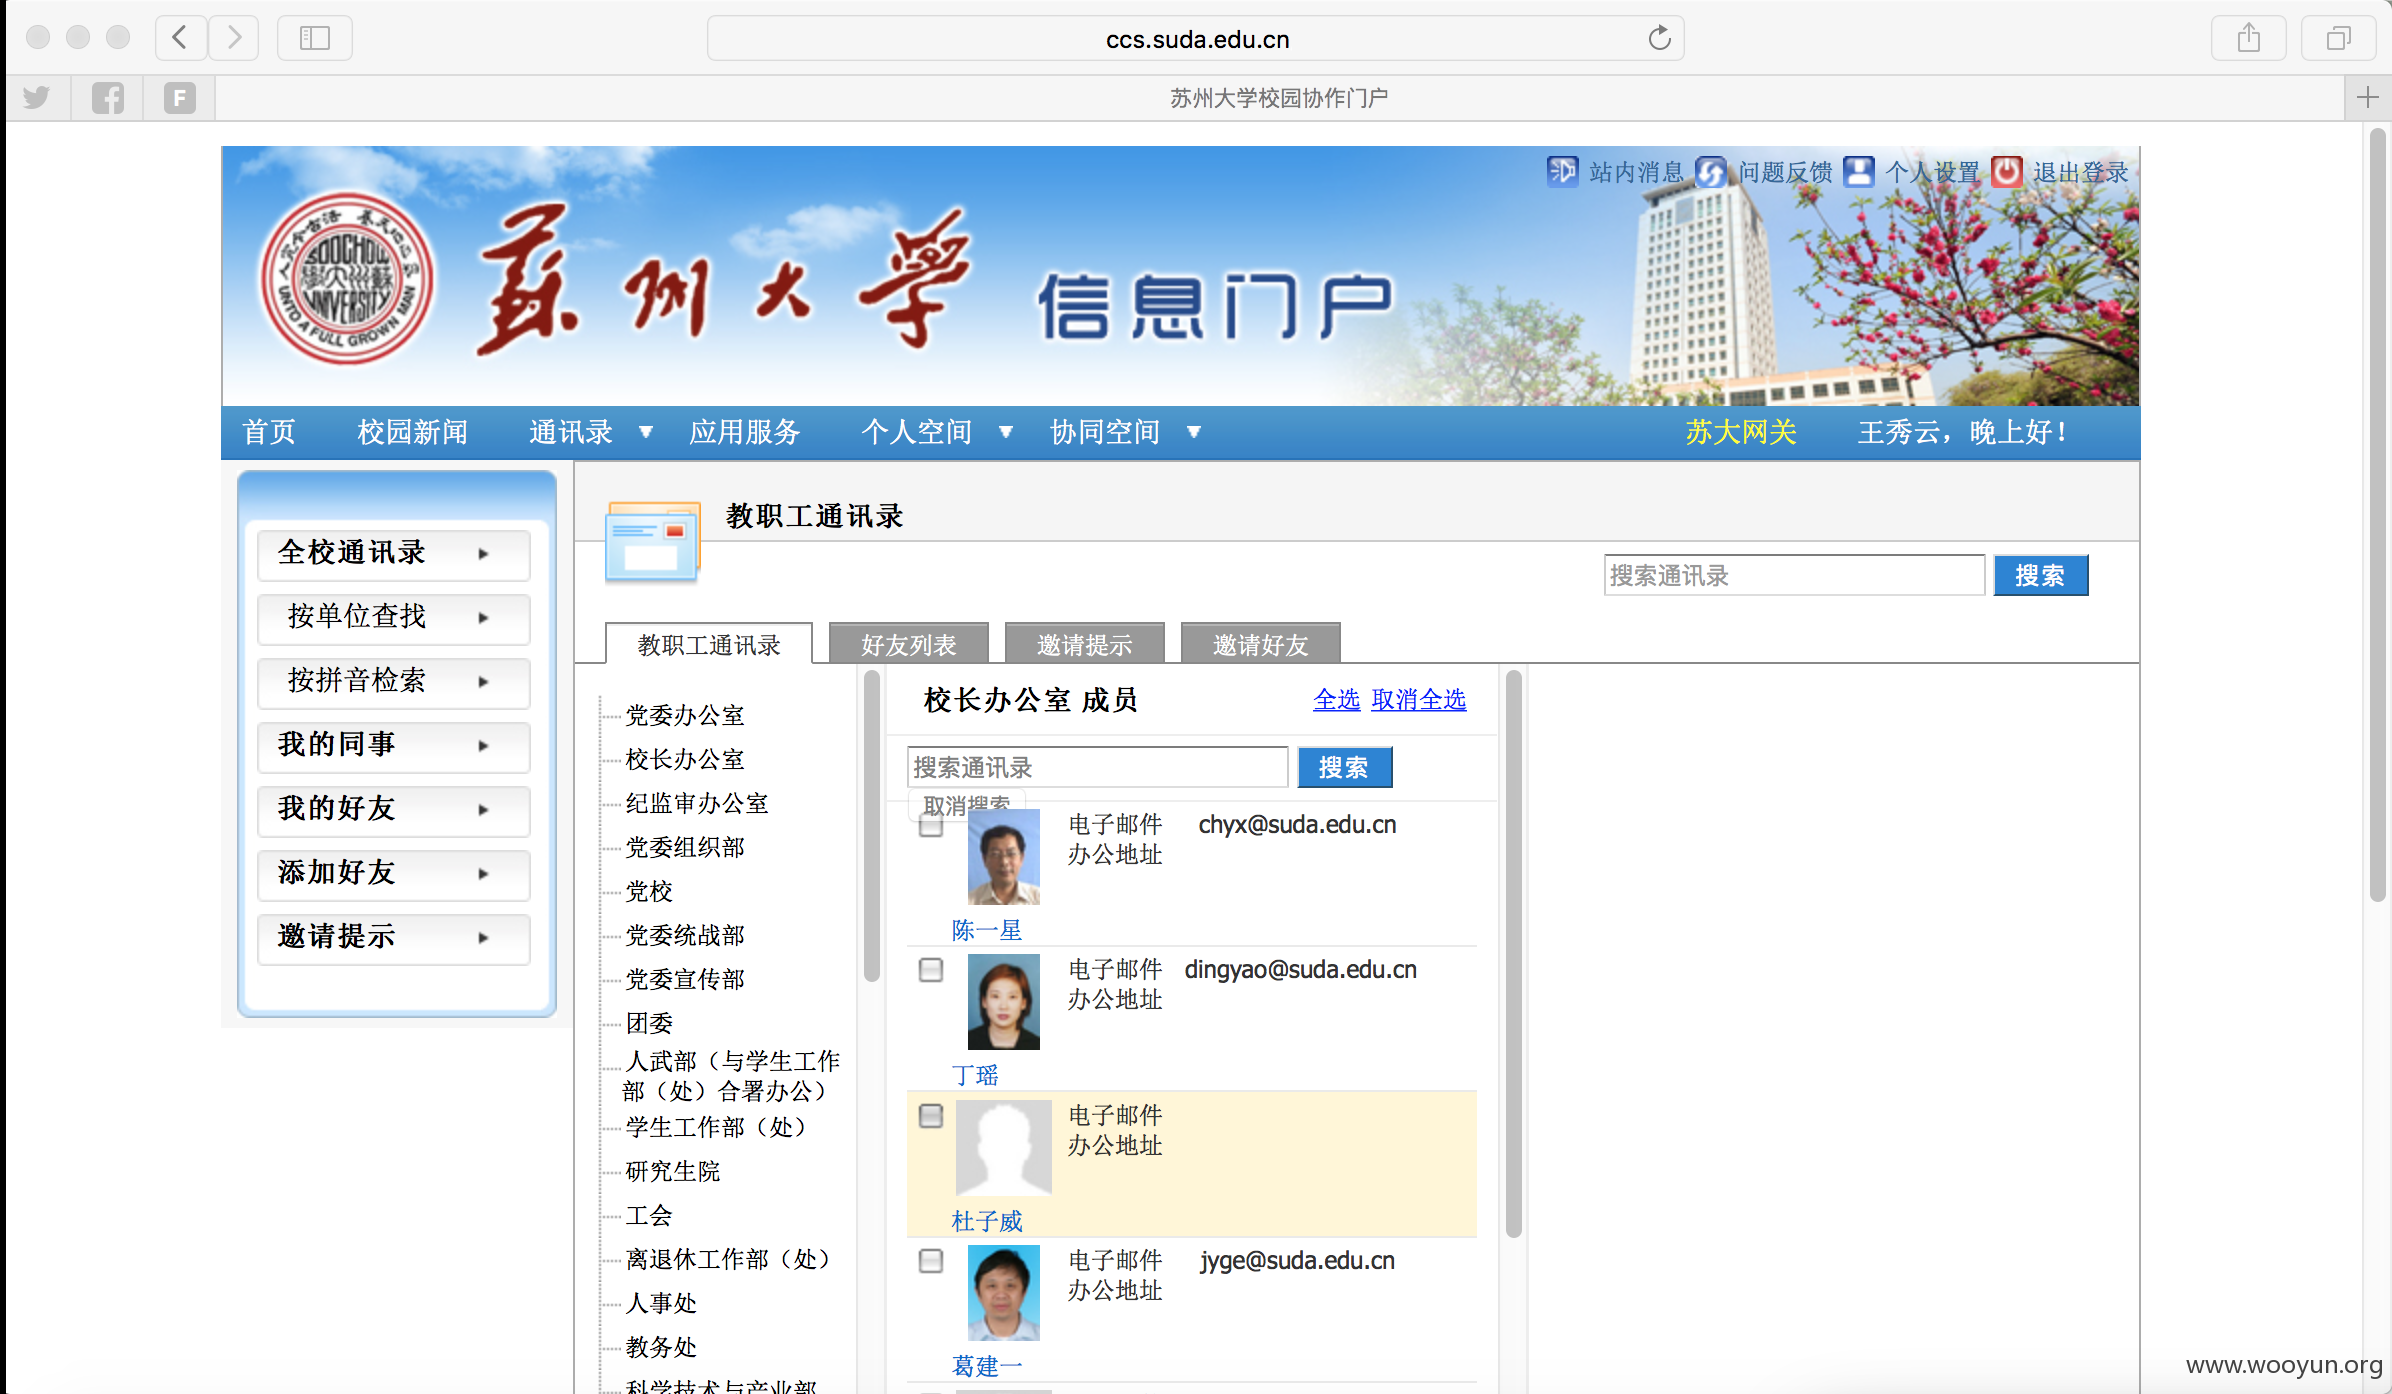 ccs.suda.edu.cn
F
苏州大学校园协作门户
站内消息 问题反馈 个人设置 退出登录
SOOCHOW
UNIVERSITY
UNTO A FULL GROWN MAN
蘇州大学 信息门户
首页 校园新闻 通讯录 ▼ 应用服务 个人空间 ▼ 协同空间 ▼ 苏大网关 王秀云，晚上好！
全校通讯录
按单位查找
按拼音检索
我的同事
我的好友
添加好友
邀请提示
教职工通讯录
搜索通讯录 搜索
教职工通讯录 好友列表 邀请提示 邀请好友
党委办公室
校长办公室
纪监审办公室
党委组织部
党校
党委统战部
党委宣传部
团委
人武部（与学生工作
部（处）合署办公）
学生工作部（处）
研究生院
工会
离退休工作部（处）
人事处
教务处
科学技术与产业部
校长办公室 成员 全选 取消全选
搜索通讯录 搜索
取消搜索
电子邮件 chyx@suda.edu.cn
办公地址
陈一星
电子邮件 dingyao@suda.edu.cn
办公地址
丁瑶
电子邮件
办公地址
杜子威
电子邮件 jyge@suda.edu.cn
办公地址
葛建一
www.wooyun.org